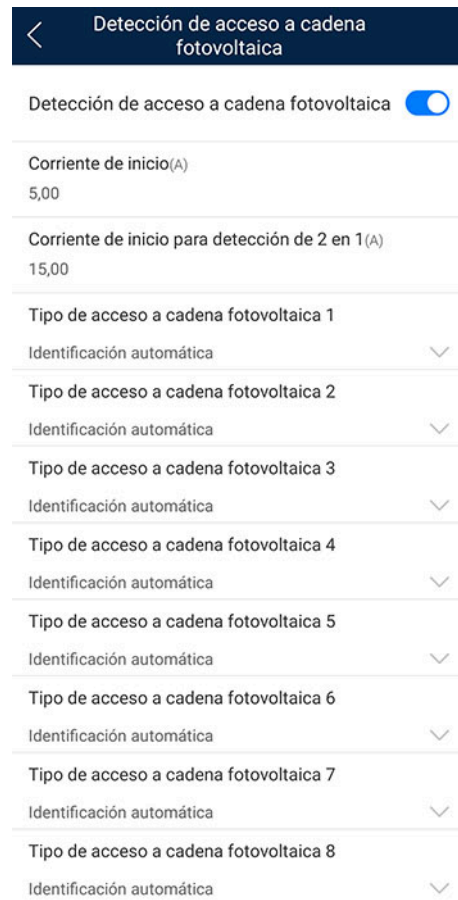 Detección de acceso a cadena
fotovoltaica
Detección de acceso a cadena fotovoltaica
Corriente de inicio(A)
5,00
Corriente de inicio para detección de 2 en 1(A)
15,00
Tipo de acceso a cadena fotovoltaica 1
Identificación automática
Tipo de acceso a cadena fotovoltaica 2
Identificación automática
Tipo de acceso a cadena fotovoltaica 3
Identificación automática
Tipo de acceso a cadena fotovoltaica 4
Identificación automática
Tipo de acceso a cadena fotovoltaica 5
Identificación automática
Tipo de acceso a cadena fotovoltaica 6
Identificación automática
Tipo de acceso a cadena fotovoltaica 7
Identificación automática
Tipo de acceso a cadena fotovoltaica 8
Identificación automática